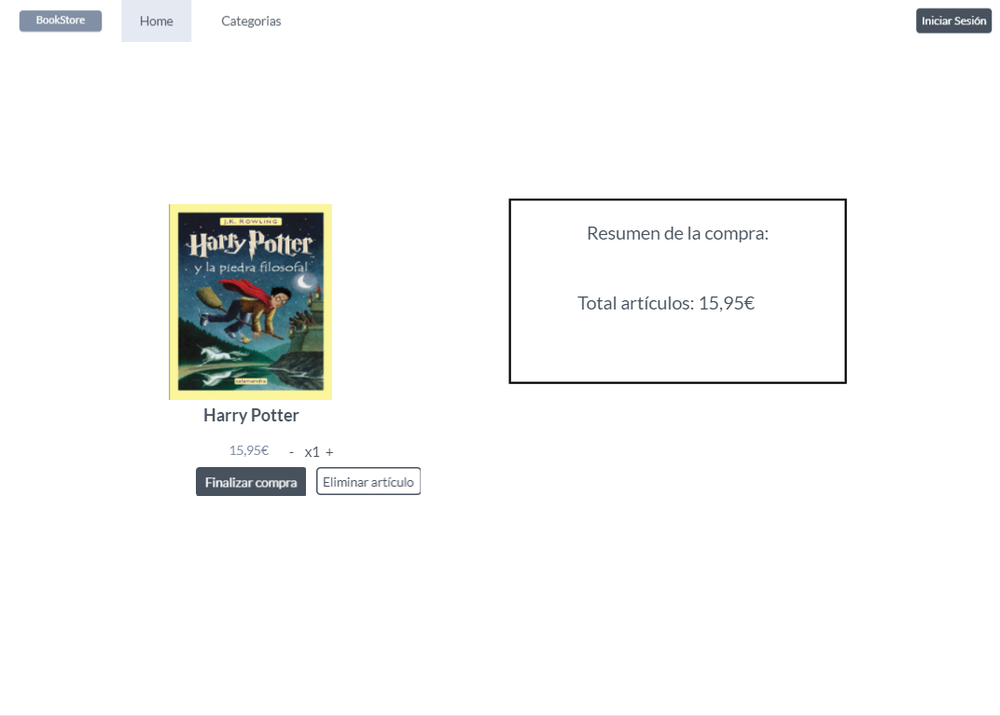 BookStore
Home
Categorias
Iniciar Sesión
J.K. ROWLING
Harry Potter
y la piedra filosofal
salamandra
Harry Potter
15,95€
- x1 +
Finalizar compra
Eliminar artículo
Resumen de la compra:
Total artículos: 15,95€